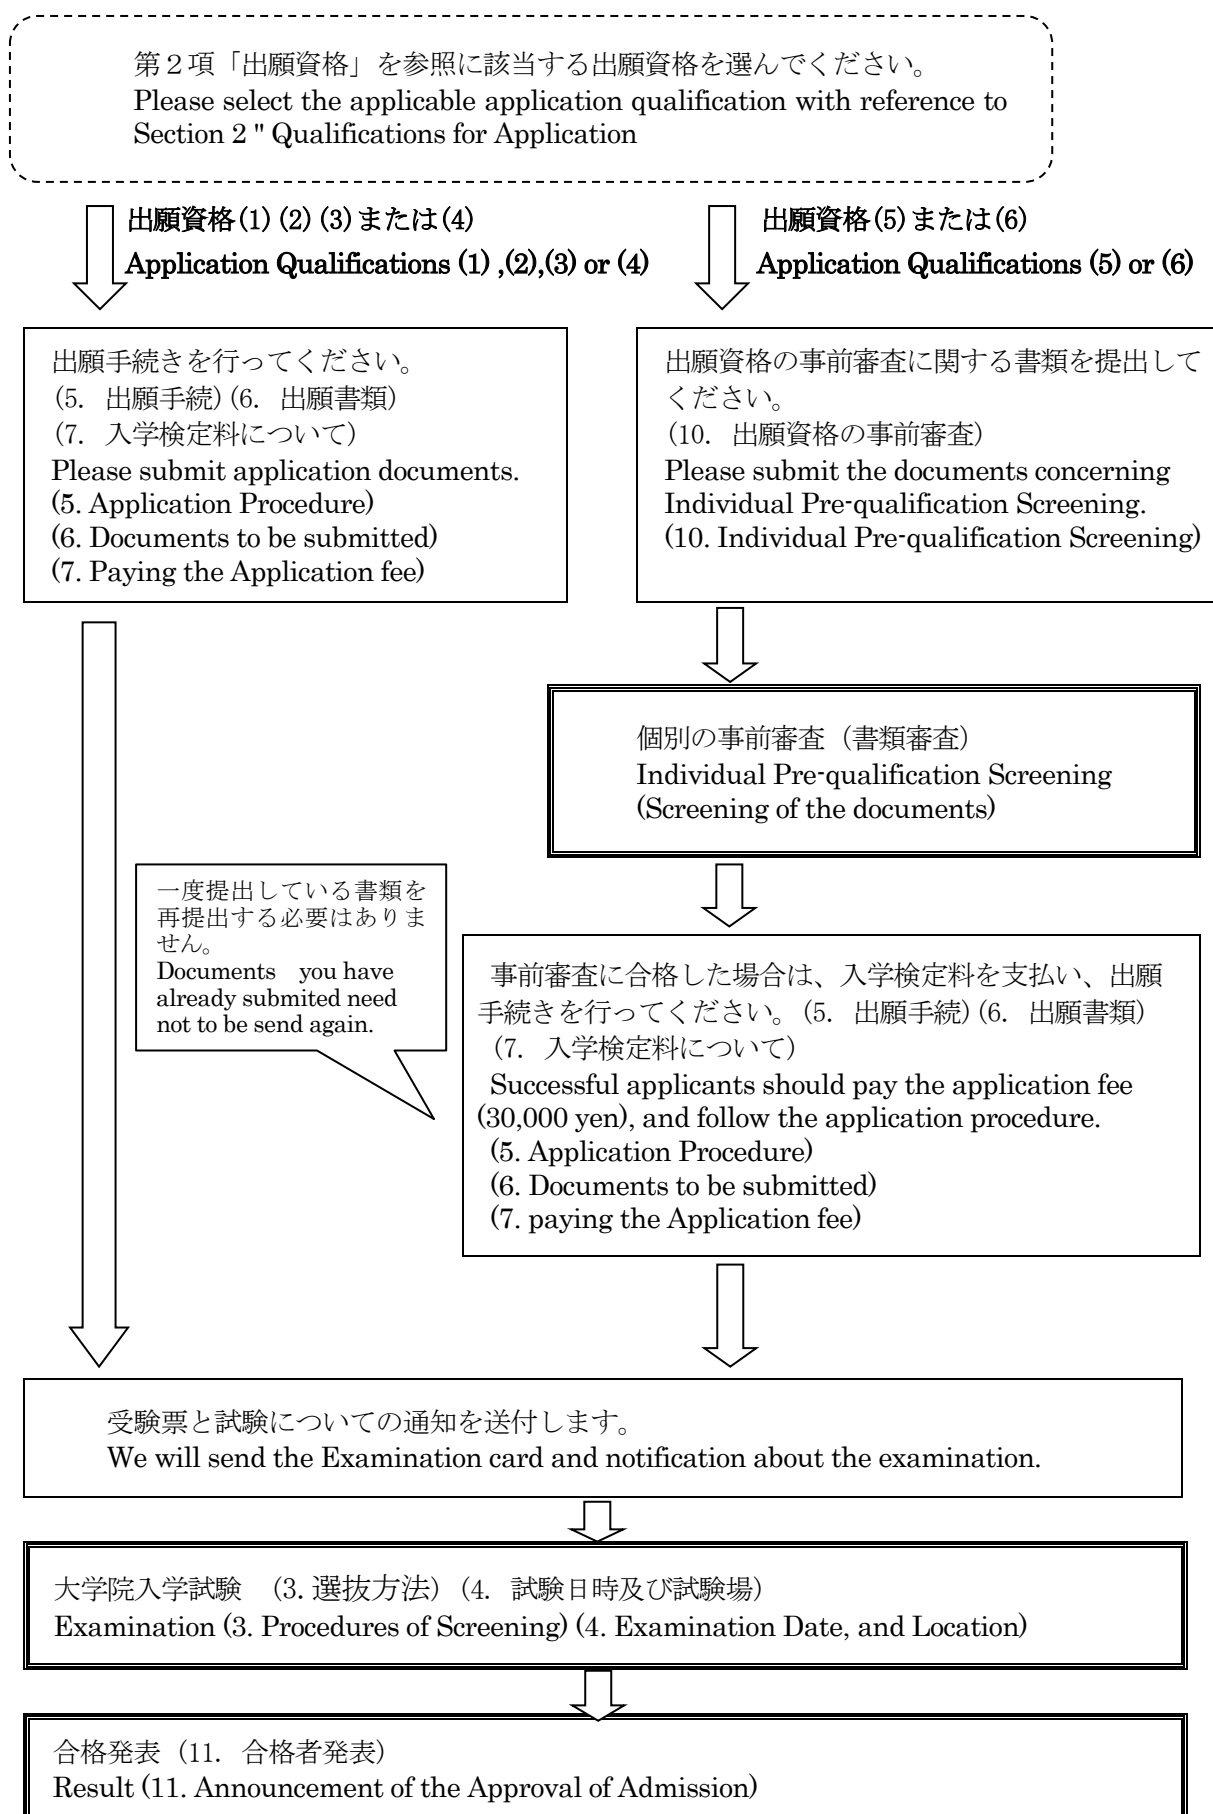 第２項「出願資格」を参照に該当する出願資格を選んでください。
Please select the applicable application qualification with reference to
Section 2 " Qualifications for Application
出願資格(1) (2) (3)または(4)
Application Qualifications (1) ,(2),(3) or (4)
出願資格(5)または(6)
Application Qualifications (5) or (6)
出願手続きを行ってください。
(5. 出願手続)(6. 出願書類)
(7. 入学検定料について)
Please submit application documents.
(5. Application Procedure)
(6. Documents to be submitted)
(7. Paying the Application fee)
出願資格の事前審査に関する書類を提出して
ください。
(10. 出願資格の事前審査)
Please submit the documents concerning
Individual Pre-qualification Screening.
(10. Individual Pre-qualification Screening)
個別の事前審査（書類審査）
Individual Pre-qualification Screening
(Screening of the documents)
一度提出している書類を
再提出する必要はありま
せん。
Documents you have
already submited need
not to be send again.
事前審査に合格した場合は、入学検定料を支払い、出願
手続きを行ってください。(5. 出願手続)(6. 出願書類)
(7. 入学検定料について)
Successful applicants should pay the application fee
(30,000 yen), and follow the application procedure.
(5. Application Procedure)
(6. Documents to be submitted)
(7. paying the Application fee)
受験票と試験についての通知を送付します。
We will send the Examination card and notification about the examination.
大学院入学試験 （3. 選抜方法）（4. 試験日時及び試験場）
Examination (3. Procedures of Screening) (4. Examination Date, and Location)
合格発表（11. 合格者発表）
Result (11. Announcement of the Approval of Admission)